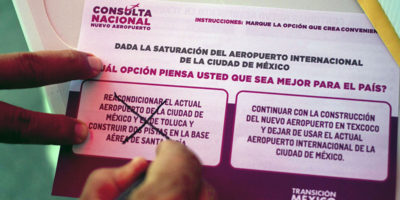 CONSULTA
NACIONAL
NUEVO AEROPUERTO
INSTRUCCIONES: MARQUE LA OPCIÓN QUE CREA CONVENIE
DADA LA SATURACIÓN DEL AEROPUERTO INTERNACIONAL
DE LA CIUDAD DE MÉXICO
¿CUÁL OPCIÓN PIENSA USTED QUE SEA MEJOR PARA EL PAÍS?
REACONDICIONAR EL ACTUAL
AEROPUERTO DE LA CIUDAD DE
MÉXICO Y EL DE TOLUCA Y
CONSTRUIR DOS PISTAS EN LA BASE
AÉREA DE SANTA LUCÍA
CONTINUAR CON LA CONSTRUCCIÓN
DEL NUEVO AEROPUERTO EN TEXCOCO
Y DEJAR DE USAR EL ACTUAL
AEROPUERTO INTERNACIONAL DE LA
CIUDAD DE MÉXICO.
TRANSICIÓN
MÉXICO